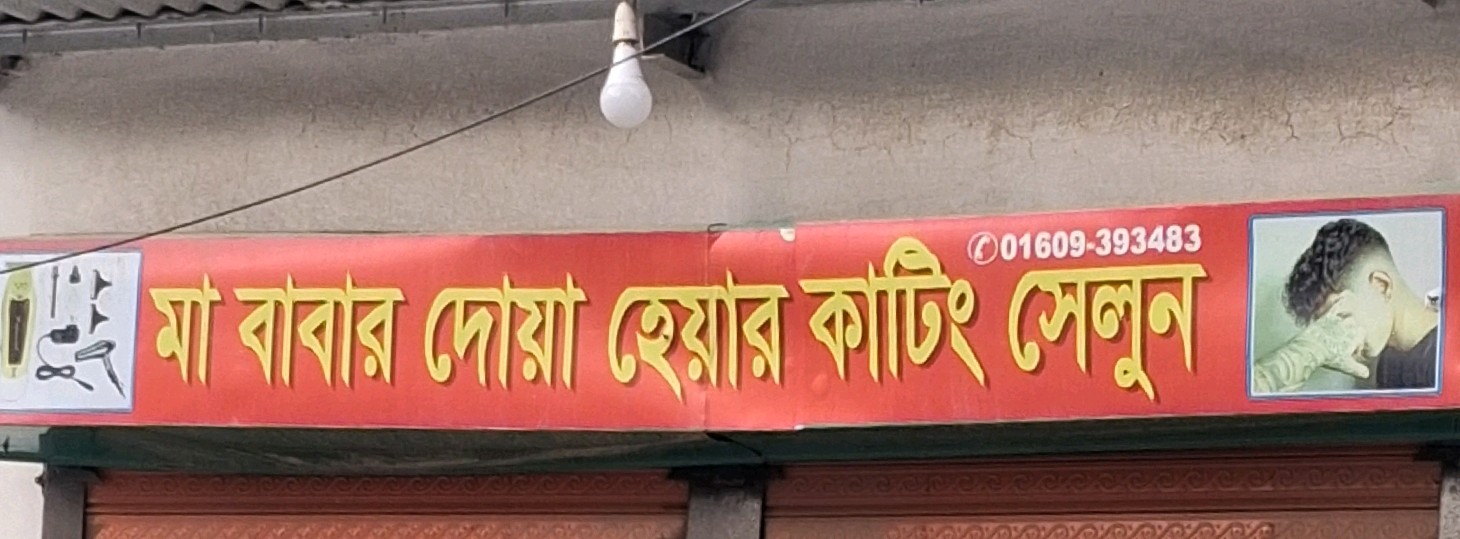 01609-393483
মা বাবার দোয়া হেয়ার কাটিং সেলুন